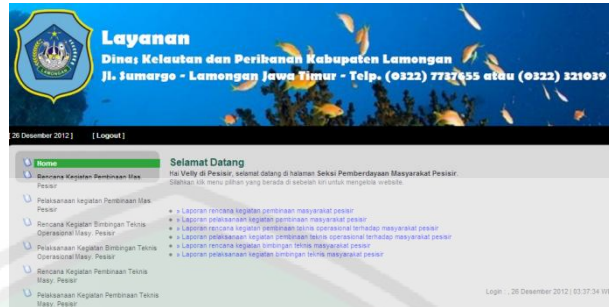 LAMONGAN
Layanan
Dinas Kelautan dan Perikanan Kabupaten Lamongan
Jl. Sumargo - Lamongan Jawa Timur - Telp. (0322) 7737655 atau (0322) 321039
[ 26 Desember 2012 ] [ Logout ]
Home
Rencana Kegiatan Pembinaan Mas.
Pesisir
Pelaksanaan kegiatan Pembinaan Mas.
Pesisir
Rencana Kegiatan Bimbingan Teknis
Operasional Masy. Pesisir
Pelaksanaan Kegiatan Bimbingan Teknis
Operasional Masy. Pesisir
Rencana Kegiatan Pembinaan Teknis
Masy. Pesisir
Pelaksanaan Kegiatan Pembinaan Teknis
Masy. Pesisir
Selamat Datang
Hai Velly di Pesisir, selamat datang di halaman Seksi Pemberdayaan Masyarakat Pesisir.
Silahkan klik menu pilihan yang berada di sebelah kiri untuk mengelola website.
» Laporan rencana kegiatan pembinaan masyarakat pesisir
» Laporan pelaksanaan kegiatan pembinaan masyarakat pesisir
» Laporan rencana kegiatan pembinaan teknis operasional terhadap masyarakat pesisir
» Laporan pelaksanaan kegiatan pembinaan teknis operasional terhadap masyarakat pesisir
» Laporan rencana kegiatan bimbingan teknis masyarakat pesisir
» Laporan pelaksanaan kegiatan bimbingan teknis masyarakat pesisir
Login : , 26 Desember 2012 | 03:37:34 WI